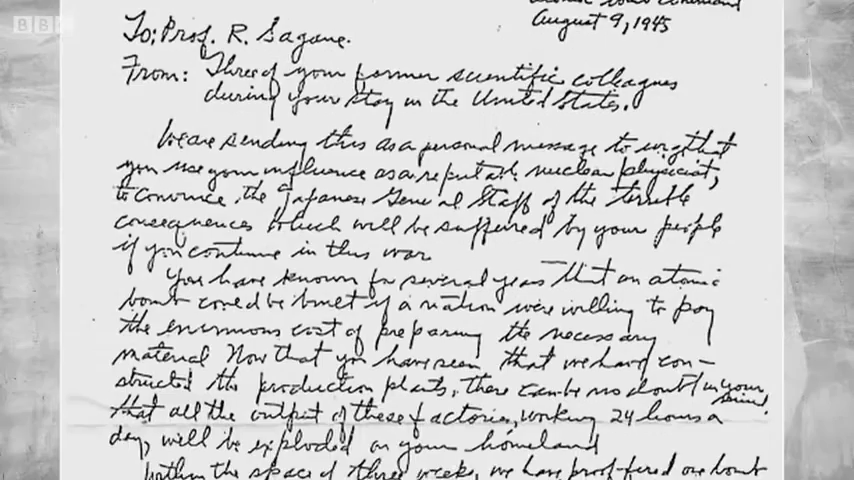 BBC
August 9, 1945
To: Prof. R. Sagane.
From: Three of your former scientific colleagues
during your stay in the United States.
We are sending this as a personal message to urge that
you use your influence as a reputable nuclear physicist,
to convince the Japanese General Staff of the terrible
consequences which will be suffered by your people
if you continue in this war.
You have known for several years that an atomic
bomb could be built if a nation were willing to pay
the enormous cost of preparing the necessary
material Now that you have seen that we have con-
structed the production plants, there can be no doubt in your
mind
that all the output of these factories, working 24 hours a
day, will be exploded on your homeland
Within the space of three weeks, we have proof-fired one bomb